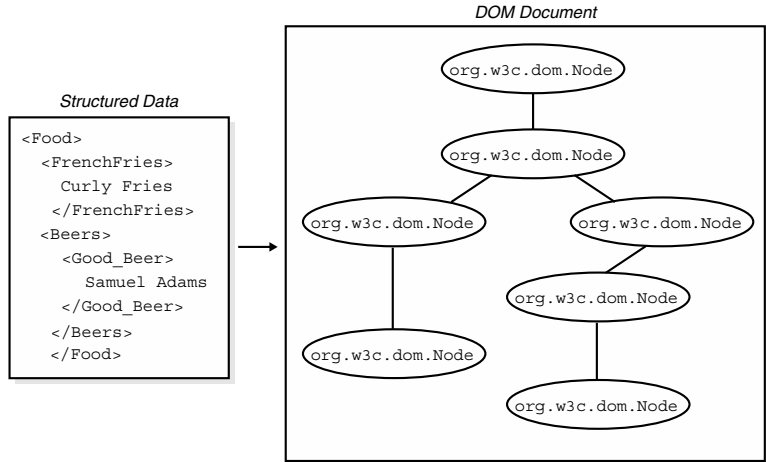 DOM Document
Structured Data
<Food>
<FrenchFries>
Curly Fries
</FrenchFries>
<Beers>
<Good_Beer>
Samuel Adams
</Good_Beer>
</Beers>
</Food>
org.w3c.dom.Node
org.w3c.dom.Node
org.w3c.dom.Node
org.w3c.dom.Node
org.w3c.dom.Node
org.w3c.dom.Node
org.w3c.dom.Node